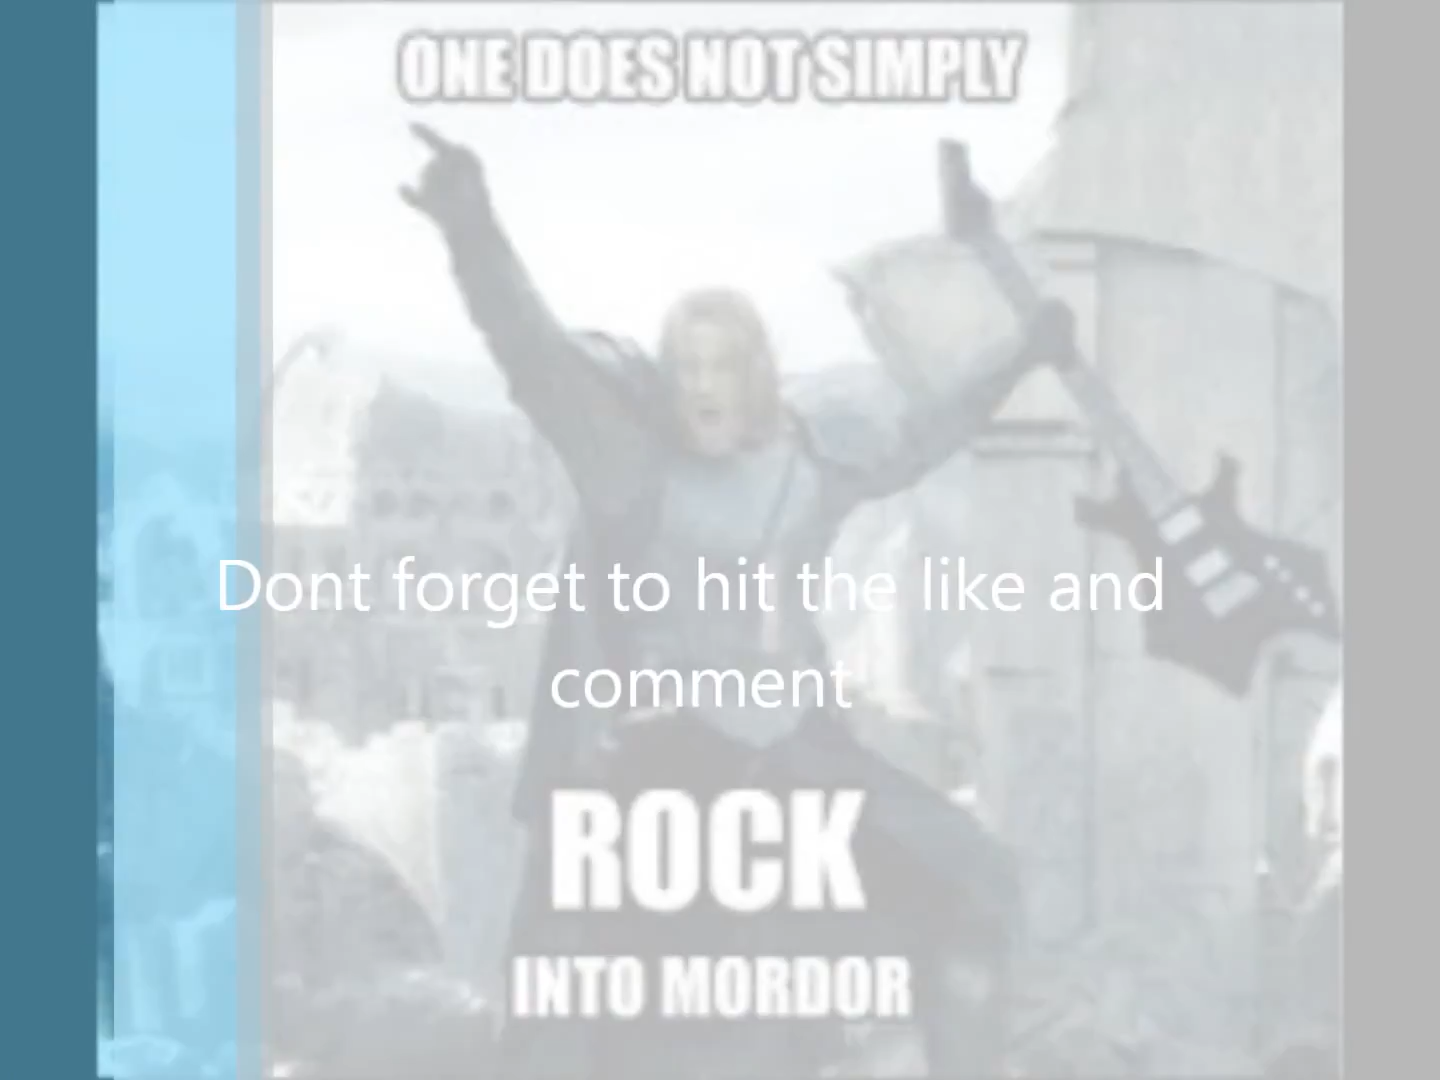 ONE DOES NOT SIMPLY
Dont forget to hit the like and
comment
ROCK
INTO MORDOR